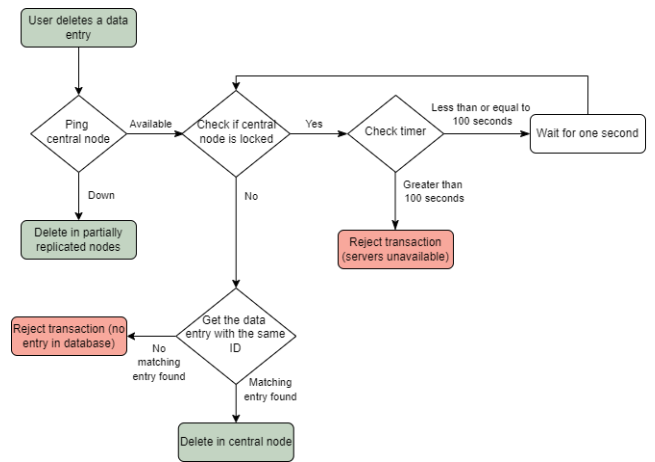 User deletes a data
entry
Ping
central node
Available
Check if central
node is locked
Yes
Check timer
Less than or equal to
100 seconds
Wait for one second
Down
Delete in partially
replicated nodes
No
Greater than
100 seconds
Reject transaction
(servers unavailable)
Get the data
entry with the same
ID
Reject transaction (no
entry in database)
No
matching
entry found
Matching
entry found
Delete in central node